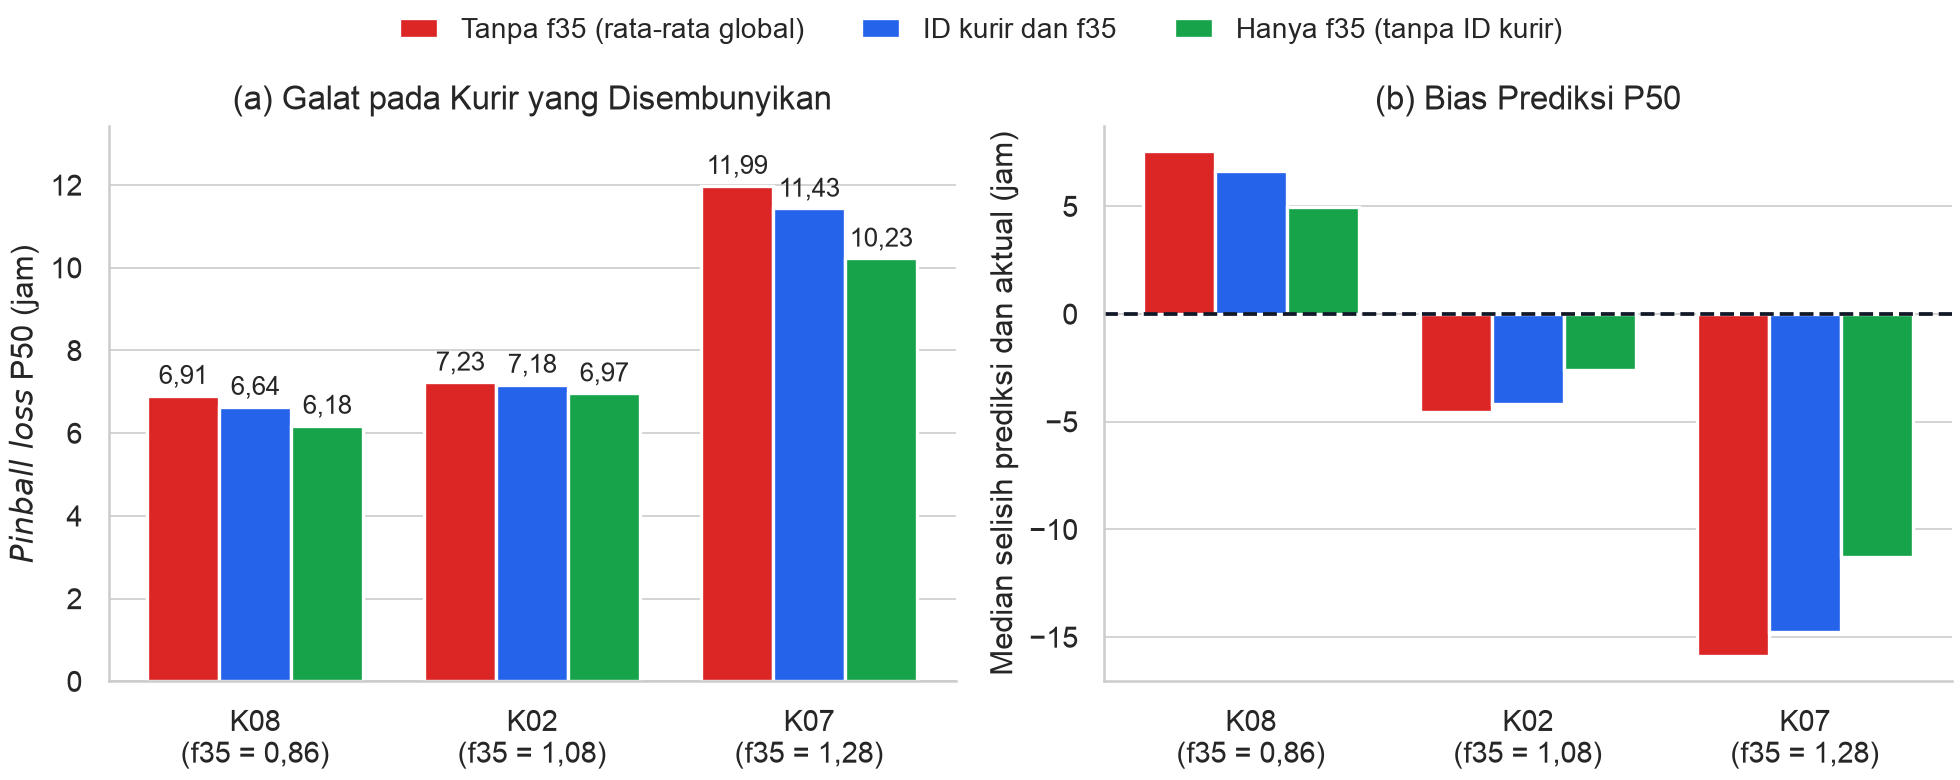 Tanpa f35 (rata-rata global) ID kurir dan f35 Hanya f35 (tanpa ID kurir)
(a) Galat pada Kurir yang Disembunyikan
Pinball loss P50 (jam)
12
10
8
6
4
2
0
6,91
6,64
6,18
7,23
7,18
6,97
11,99
11,43
10,23
K08
(f35 = 0,86)
K02
(f35 = 1,08)
K07
(f35 = 1,28)
(b) Bias Prediksi P50
Median selisih prediksi dan aktual (jam)
5
0
−5
−10
−15
K08
(f35 = 0,86)
K02
(f35 = 1,08)
K07
(f35 = 1,28)